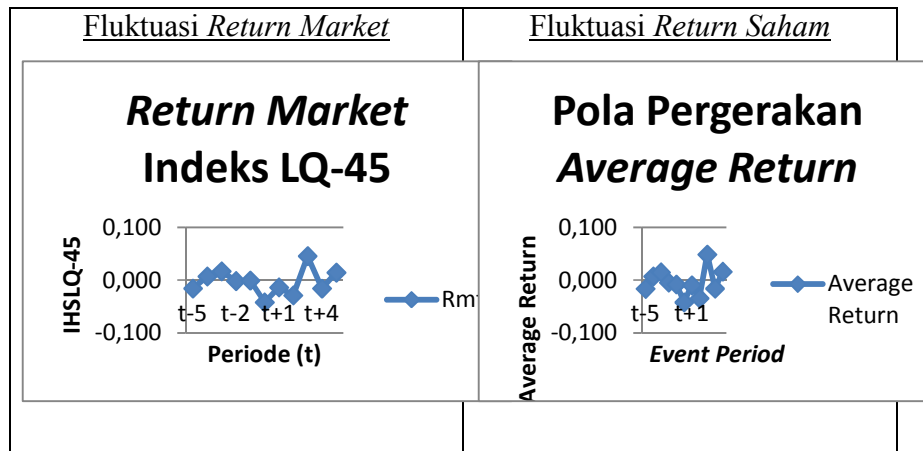 Fluktuasi Return Market
Return Market
Indeks LQ-45
IHSLQ-45
0,100
0,000
-0,100
t-5
t-2
t+1
t+4
Periode (t)
Fluktuasi Return Saham
Pola Pergerakan
Average Return
Average Return
0,100
0,000
-0,100
t-5
t+1
Event Period
Average
Return